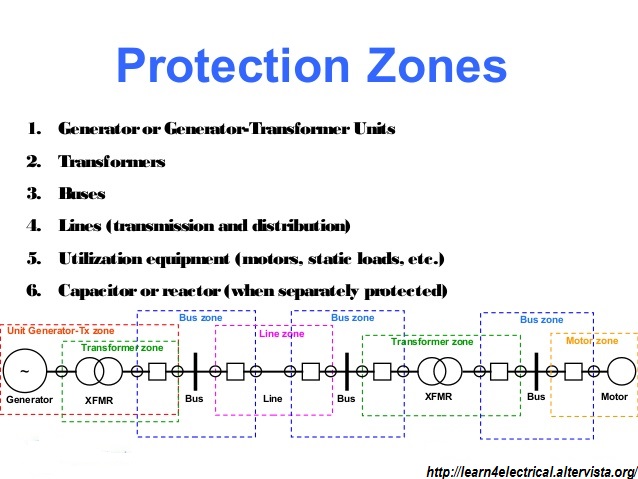 Protection Zones
1. Generator or Generator-Transformer Units
2. Transformers
3. Buses
4. Lines (transmission and distribution)
5. Utilization equipment (motors, static loads, etc.)
6. Capacitor or reactor (when separately protected)
Bus zone Bus zone Bus zone
Unit Generator-Tx zone Line zone
Transformer zone Transformer zone Motor zone
~
Generator XFMR Bus Line Bus XFMR Bus Motor
http://learn4electrical.altervista.org/